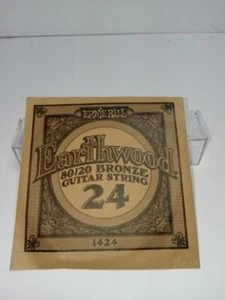 ERNIE BALL
Earthwood
80/20 BRONZE
GUITAR STRING
24
1424